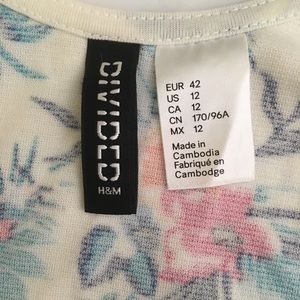 DIVIDED
H&M
EUR 42
US 12
CA 12
CN 170/96A
MX 12
Made in
Cambodia
Fabriqué en
Cambodge